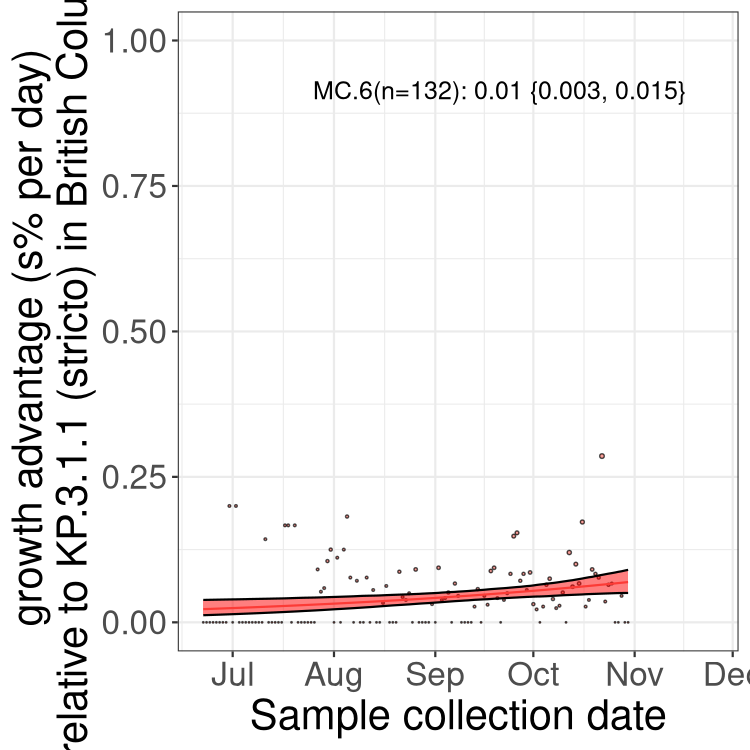 growth advantage (s% per day)
relative to KP.3.1.1 (stricto) in British Colu
1.00
0.75
0.50
0.25
0.00
MC.6(n=132): 0.01 {0.003, 0.015}
Jul Aug Sep Oct Nov Dec
Sample collection date